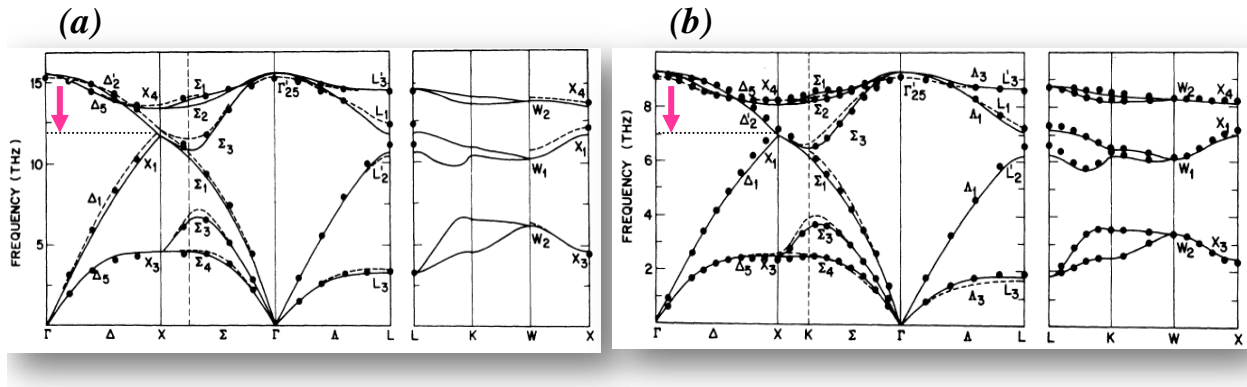 (a)
FREQUENCY (THz)
15
10
5
Δ'2
Δ5
X4
Σ1
Σ2
Σ3
Γ'25
L'3
L1
X1
Δ1
Σ1
L'2
Σ3
Σ4
Δ5
X3
L3
Γ Δ X Σ Γ Λ L
X4
W2
X1
W1
W2
X3
L K W X
(b)
FREQUENCY (THZ)
8
6
4
2
Δ5
X4
Σ1
Σ2
Δ'2
Σ3
Γ'25
Λ3
L'3
L1
X1
Δ1
Σ1
Λ1
L'2
Σ3
Σ4
Δ5
X3
Λ3
L3
Γ Δ X K Σ Γ Λ L
W2
X4
X1
W1
W2
X3
L K W X